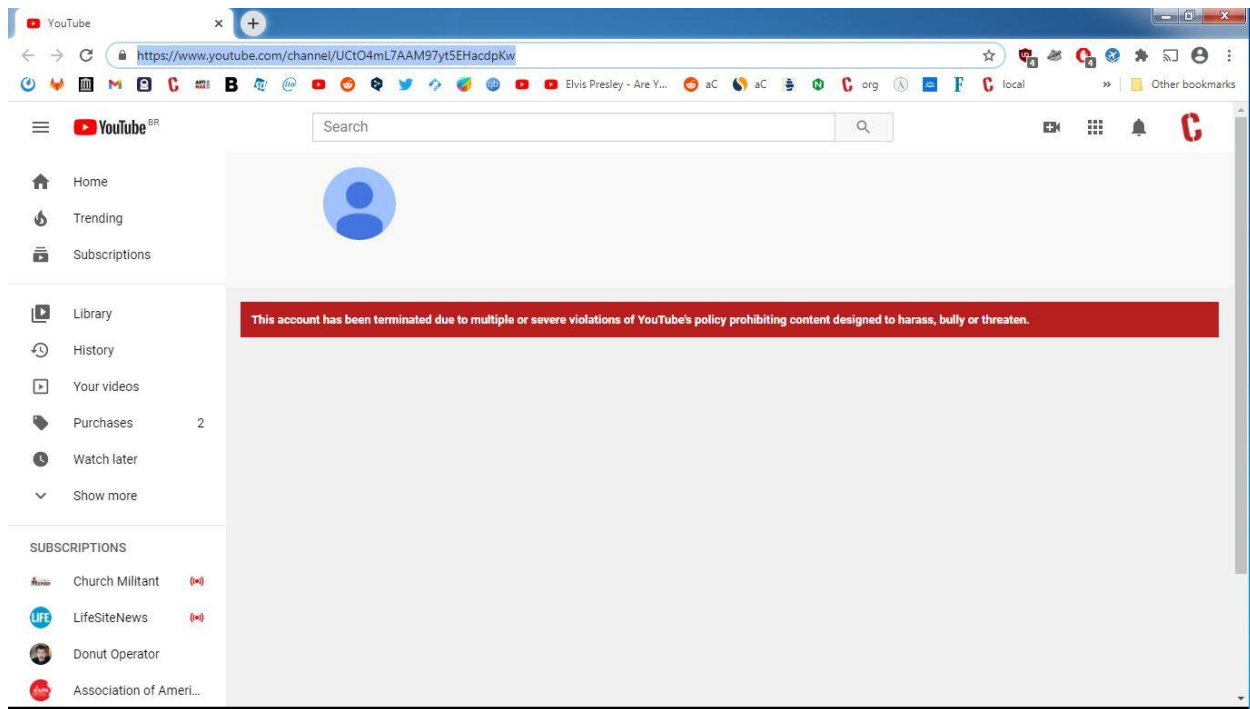 YouTube
https://www.youtube.com/channel/UCtO4mL7AAM97yt5EHacdpKw
Elvis Presley - Are Y... aC aC org local » Other bookmarks
YouTube BR Search
Home
Trending
Subscriptions
Library
This account has been terminated due to multiple or severe violations of YouTube's policy prohibiting content designed to harass, bully or threaten.
History
Your videos
Purchases 2
Watch later
Show more
SUBSCRIPTIONS
Church Militant
LIFE LifeSiteNews
Donut Operator
Association of Ameri...